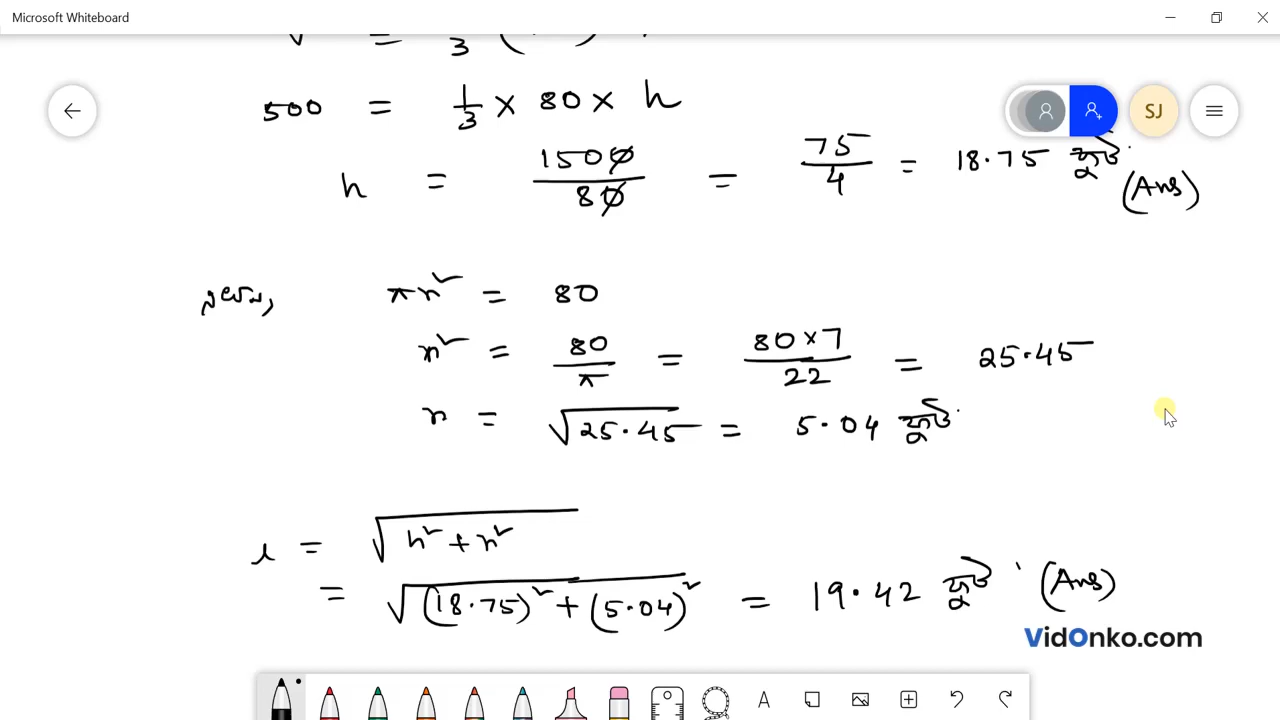 Microsoft Whiteboard
SJ
500 = 1/3 × 80 × h
h = 1500/80 = 75/4 = 18.75 ফুট (Ans)
πr² = 80
r² = 80/π = 80×7/22 = 25.45
r = √25.45 = 5.04 ফুট
l = √h²+r²
= √(18.75)²+(5.04)² = 19.42 ফুট (Ans)
VidOnko.com
A